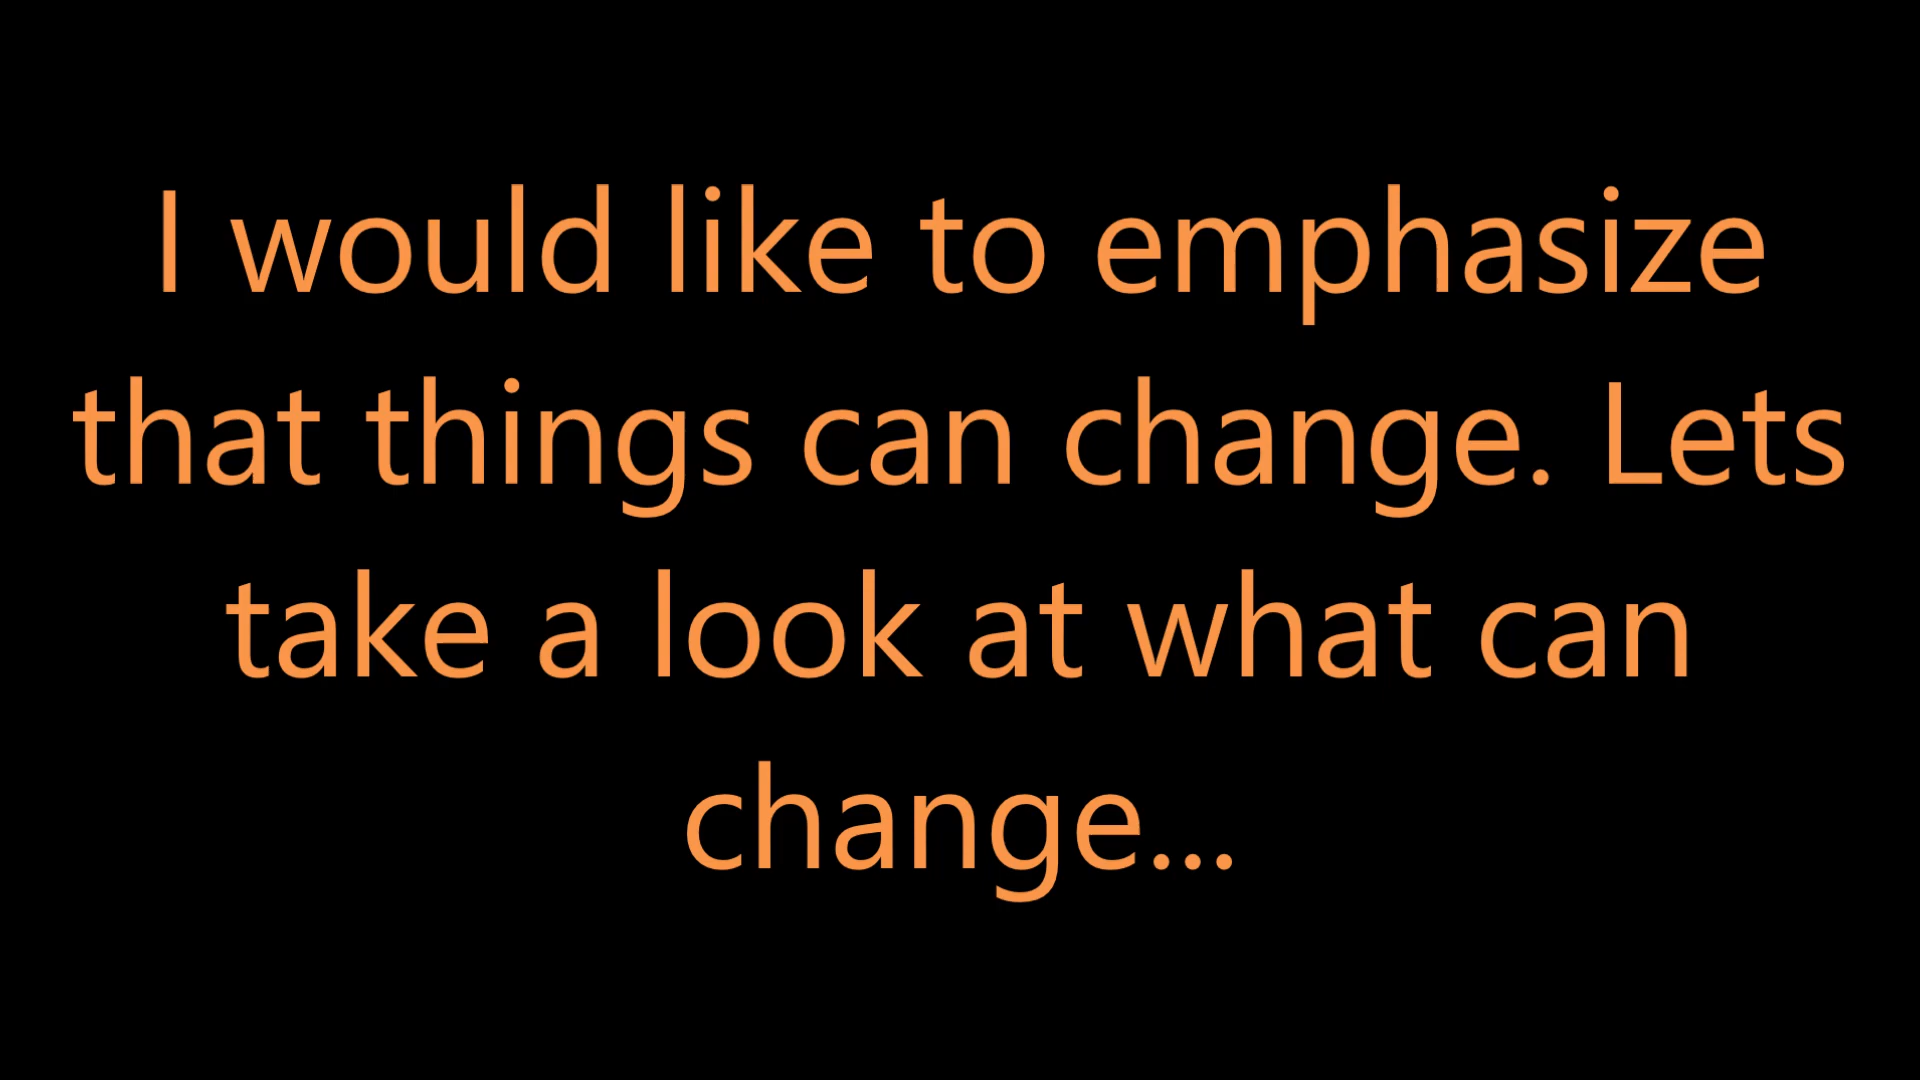 I would like to emphasize
that things can change. Lets
take a look at what can
change...